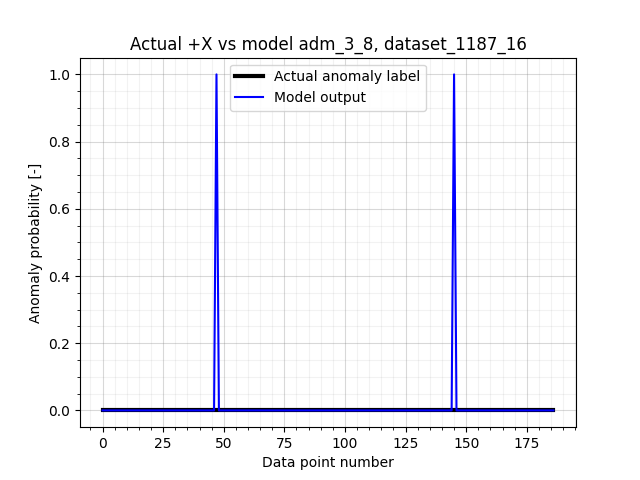 Actual +X vs model adm_3_8, dataset_1187_16
Actual anomaly label
Model output
Anomaly probability [-]
1.0
0.8
0.6
0.4
0.2
0.0
0 25 50 75 100 125 150 175
Data point number